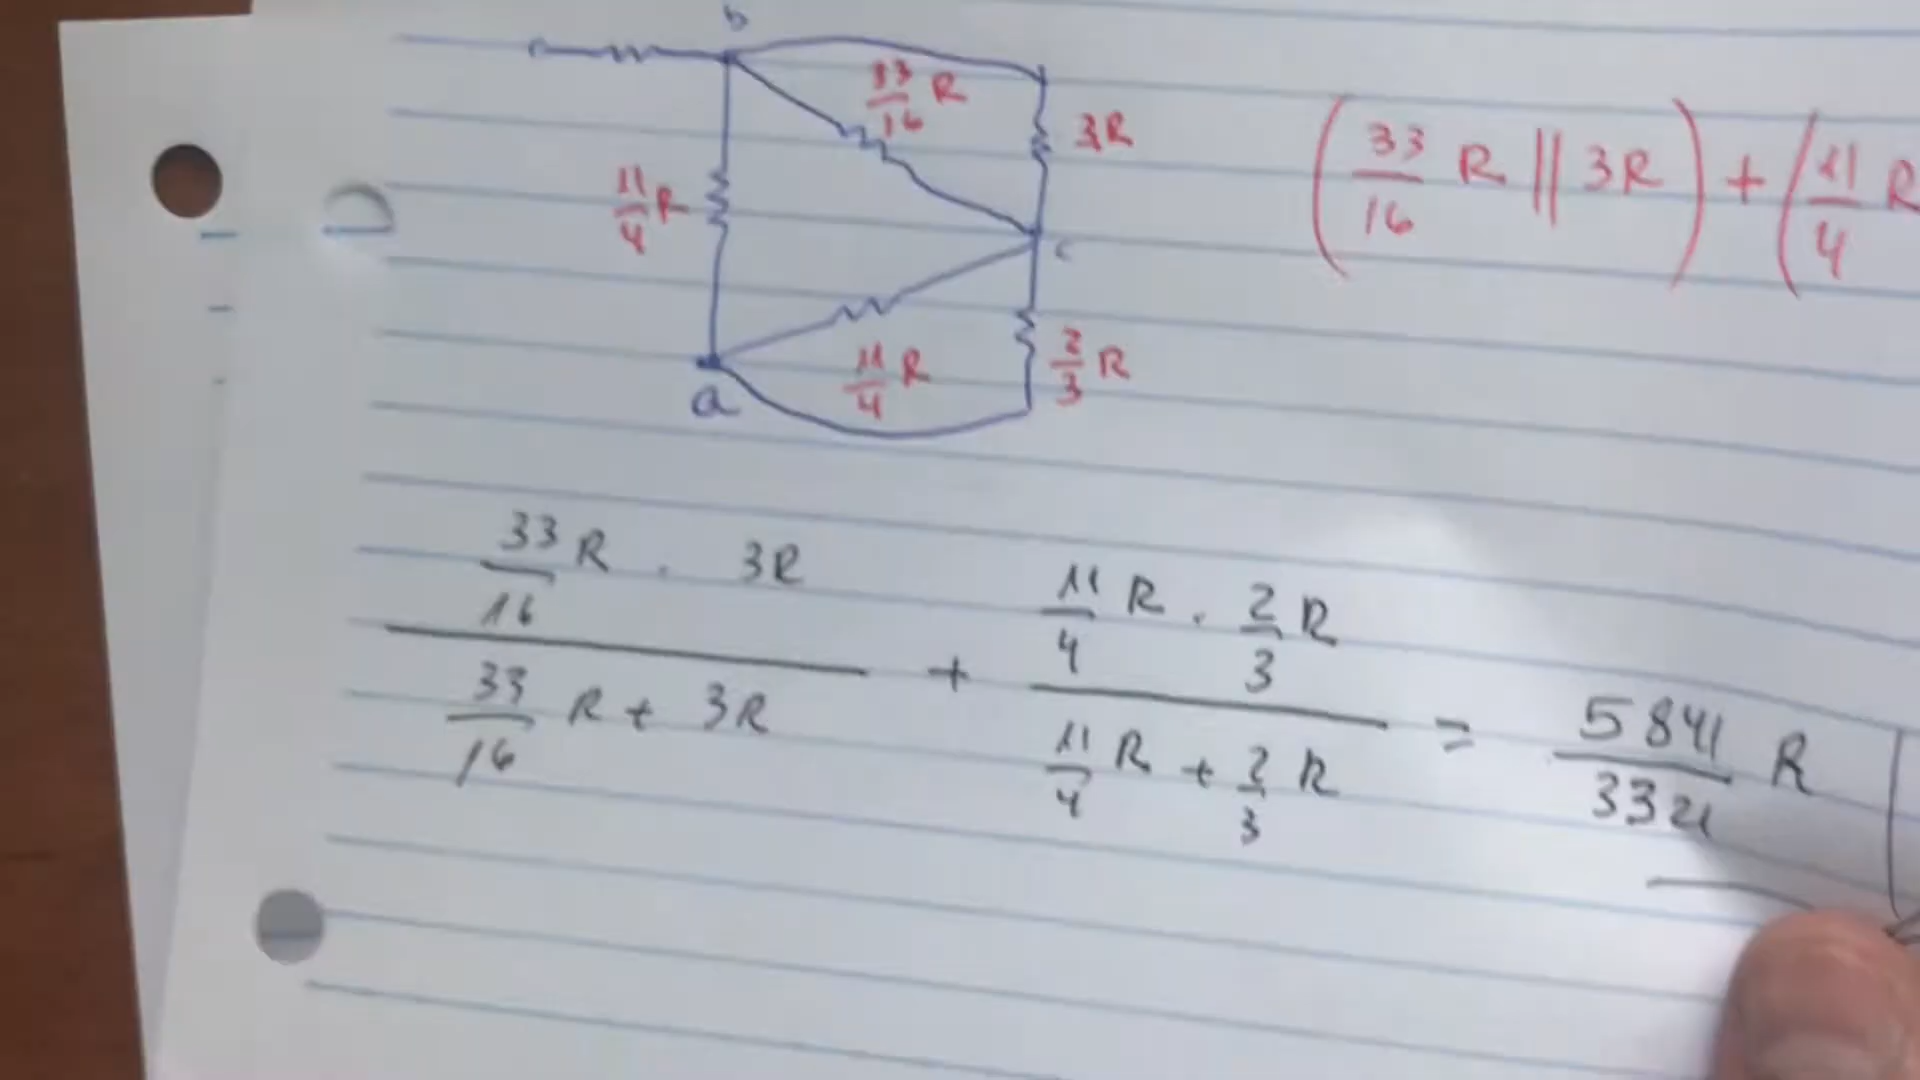 b
33/16 R
3R
11/4 R
c
11/4 R
2/3 R
a
(33/16 R || 3R) + (11/4 R
33/16 R . 3R
33/16 R + 3R
+
11/4 R . 2/3 R
11/4 R + 2/3 R
= 5841/3321 R